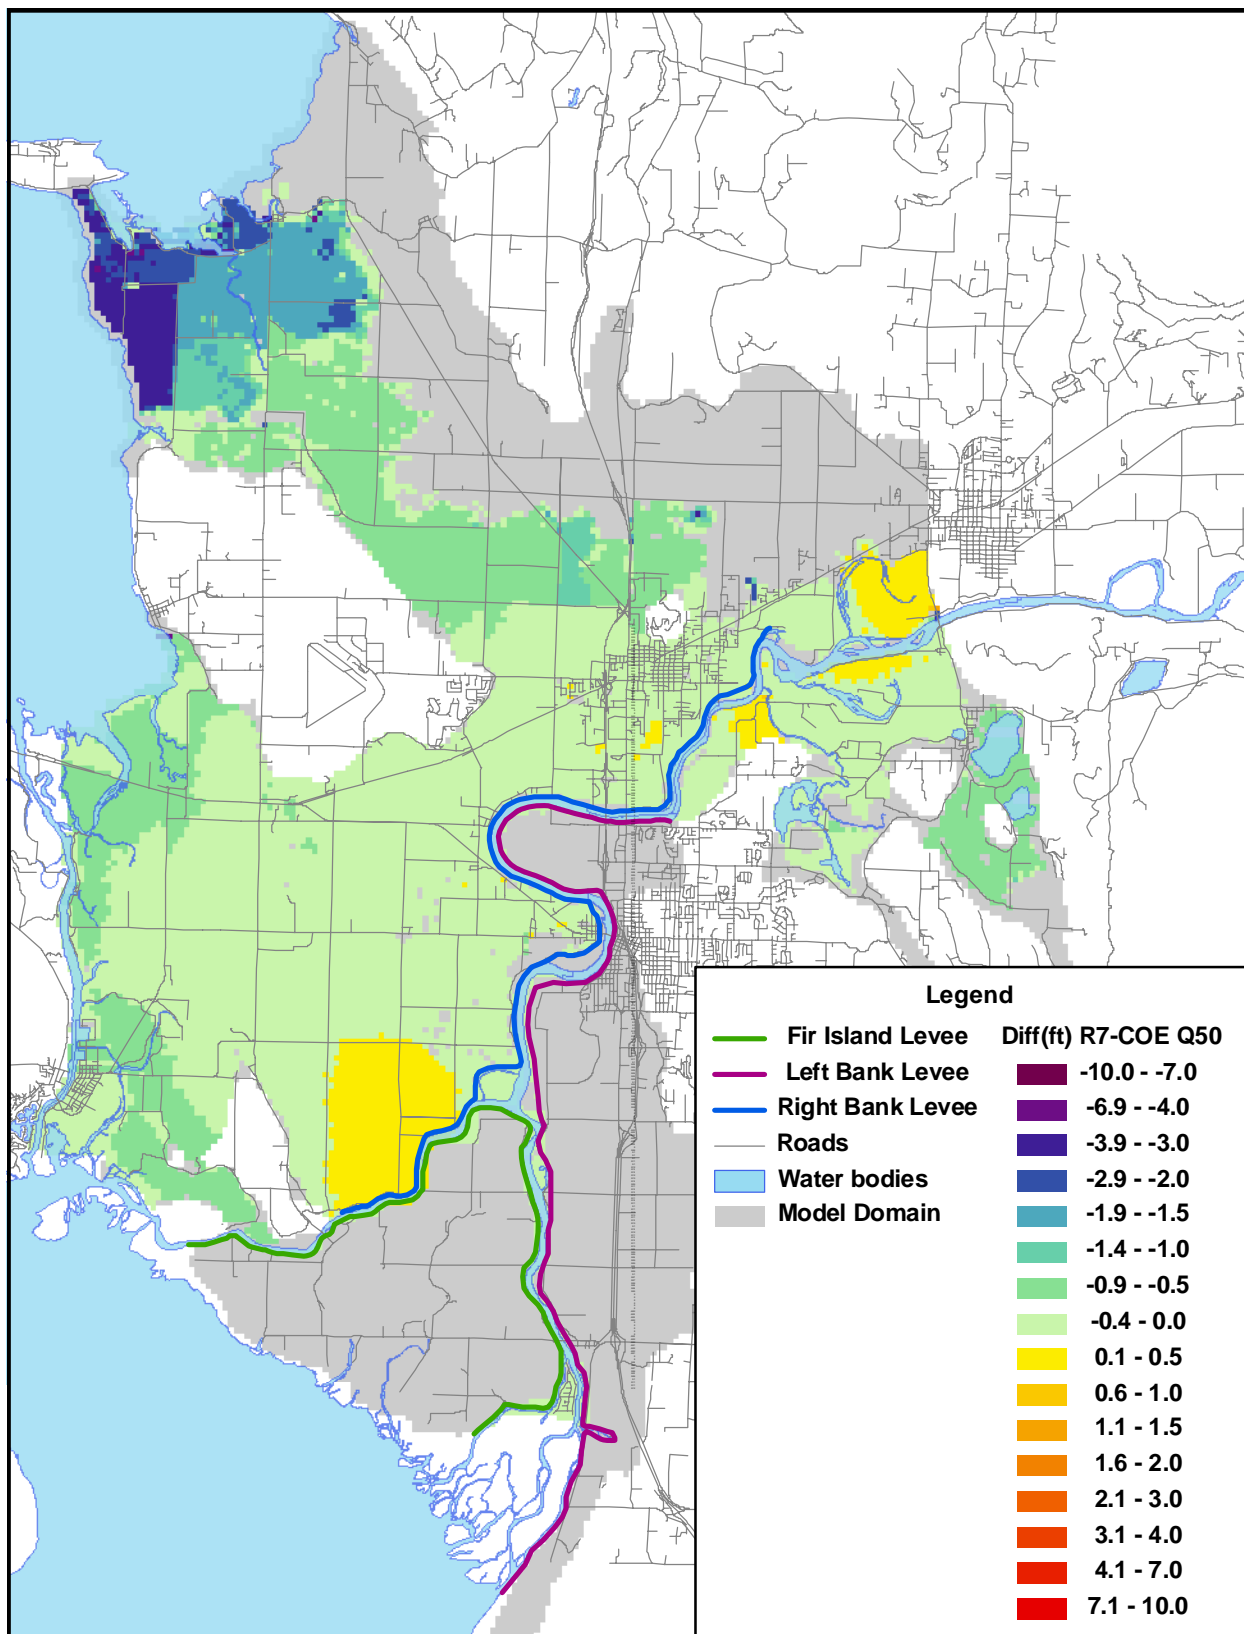 Legend
Fir Island Levee
Left Bank Levee
Right Bank Levee
Roads
Water bodies
Model Domain
Diff(ft) R7-COE Q50
-10.0 - -7.0
-6.9 - -4.0
-3.9 - -3.0
-2.9 - -2.0
-1.9 - -1.5
-1.4 - -1.0
-0.9 - -0.5
-0.4 - 0.0
0.1 - 0.5
0.6 - 1.0
1.1 - 1.5
1.6 - 2.0
2.1 - 3.0
3.1 - 4.0
4.1 - 7.0
7.1 - 10.0